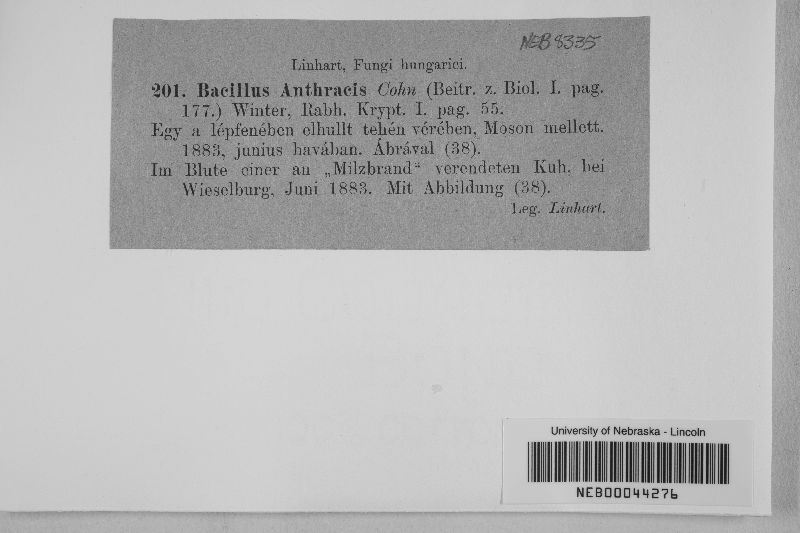 NEB 8335
Linhart, Fungi hungarici.
201. Bacillus Anthracis Cohn (Beitr. z. Biol. I. pag.
177.) Winter, Rabh. Krypt. I. pag. 55.
Egy a lépfenében elhullt tehén vérében, Moson mellett.
1883, junius havában. Ábrával (38).
Im Blute einer an „Milzbrand“ verendeten Kuh, bei
Wieselburg, Juni 1883. Mit Abbildung (38).
Leg. Linhart.
University of Nebraska - Lincoln
NEB00044276